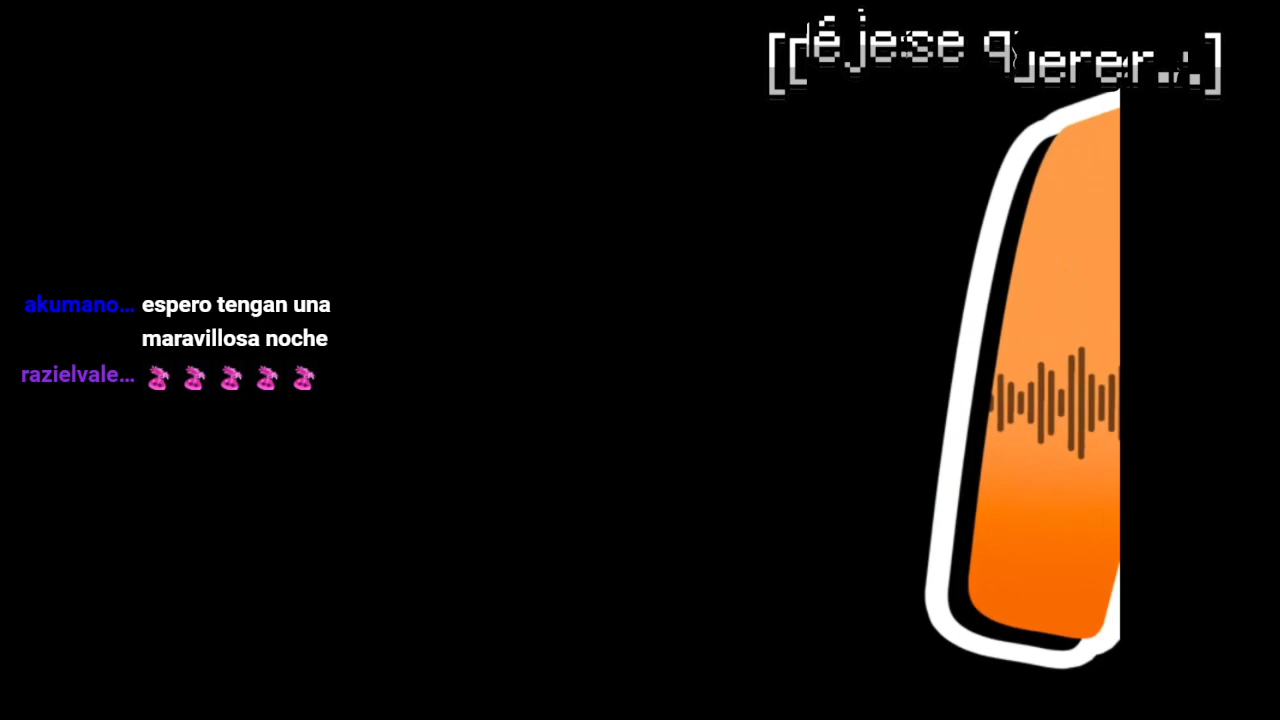 [déjese querer...]
akumano… espero tengan una
maravillosa noche
razielvale…